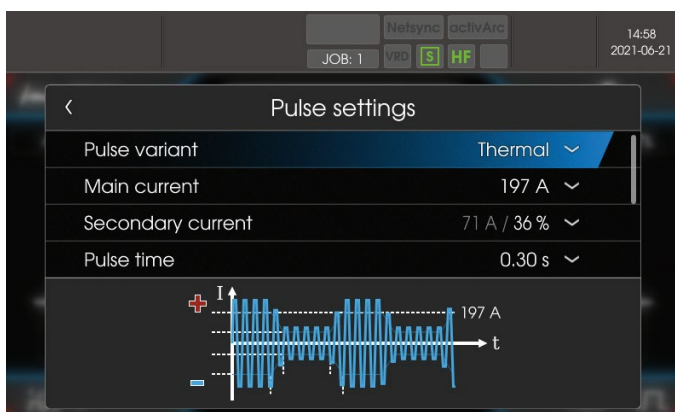 Netsync activArc
14:58
JOB: 1 VRD S HF
2021-06-21
Pulse settings
Pulse variant Thermal
Main current 197 A
Secondary current 71 A / 36 %
Pulse time 0.30 s
I
197 A
t